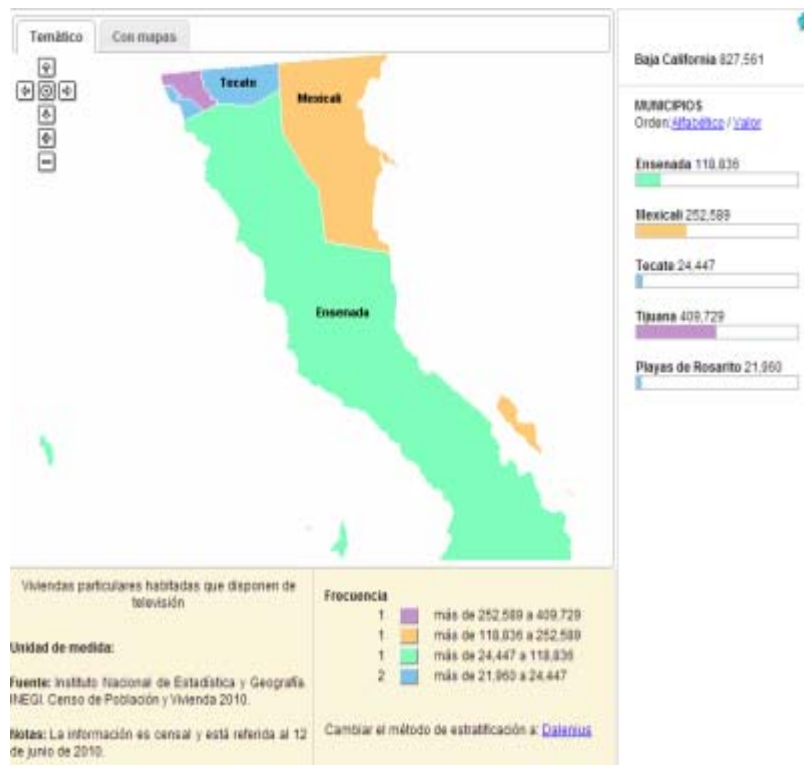 Temático
Con mapas
Tecate
Mexicali
Ensenada
Baja California 827,561
MUNICIPIOS
Orden: Alfabético / Valor
Ensenada 118,836
Mexicali 252,589
Tecate 24,447
Tijuana 409,729
Playas de Rosarito 21,960
Viviendas particulares habitadas que disponen de
televisión
Unidad de medida:
Fuente: Instituto Nacional de Estadística y Geografía
INEGI. Censo de Población y Vivienda 2010.
Notas: La información es censal y está referida al 12
de junio de 2010.
Frecuencia
1 más de 252,589 a 409,729
1 más de 118,836 a 252,589
1 más de 24,447 a 118,836
2 más de 21,960 a 24,447
Cambiar el método de estratificación a: Dalenius